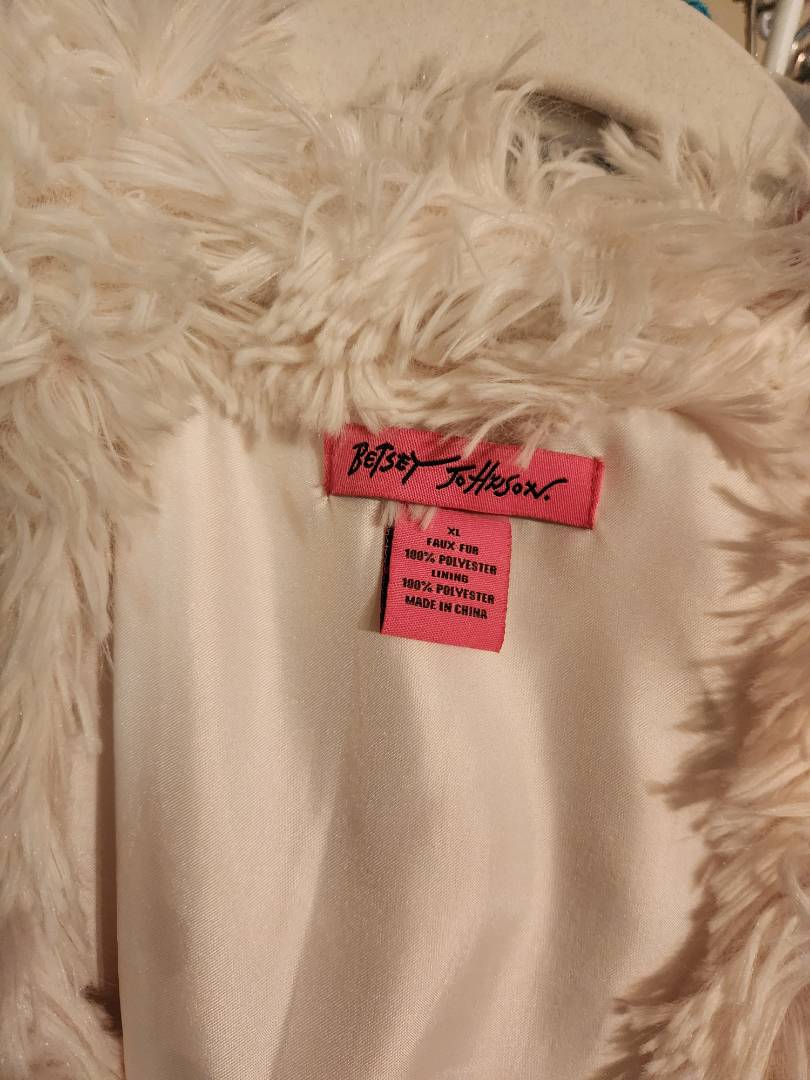 BETSEY JOHNSON.
XL
FAUX FUR
100% POLYESTER
LINING
100% POLYESTER
MADE IN CHINA